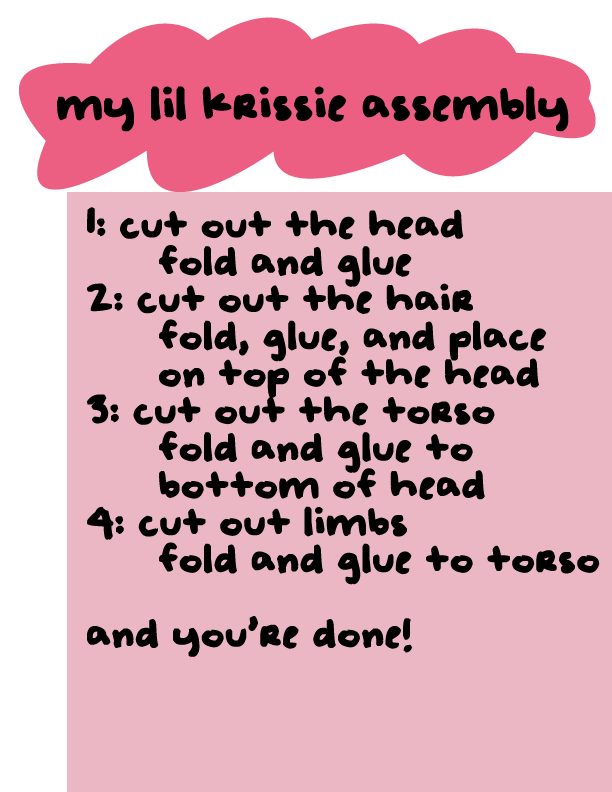 my lil krissie assembly
1: cut out the head
fold and glue
2: cut out the hair
fold, glue, and place
on top of the head
3: cut out the torso
fold and glue to
bottom of head
4: cut out limbs
fold and glue to torso
and you're done!